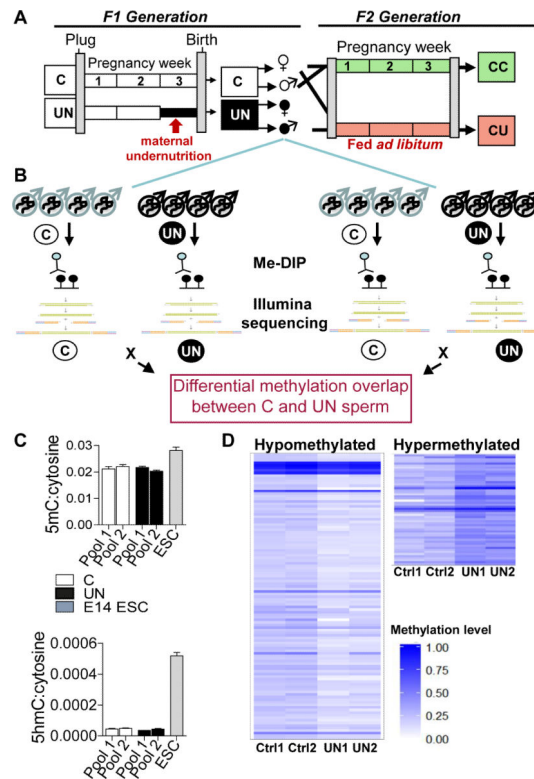 A
F1 Generation
F2 Generation
Plug
Pregnancy week
Birth
Pregnancy week
C
1 2 3
C
♀
♂
1 2 3
CC
UN
UN
♀
♂
CU
maternal
undernutrition
Fed ad libitum
B
C
UN
C
UN
Me-DIP
Illumina
sequencing
C
UN
C
UN
X
X
Differential methylation overlap
between C and UN sperm
C
5mC:cytosine
0.03
0.02
0.01
0.00
Pool 1
Pool 2
Pool 1
Pool 2
ESC
C
UN
E14 ESC
5hmC:cytosine
0.0006
0.0004
0.0002
0.0000
Pool 1
Pool 2
Pool 1
Pool 2
ESC
D
Hypomethylated
Hypermethylated
Ctrl1 Ctrl2 UN1 UN2
Ctrl1 Ctrl2 UN1 UN2
Methylation level
1.00
0.75
0.50
0.25
0.00